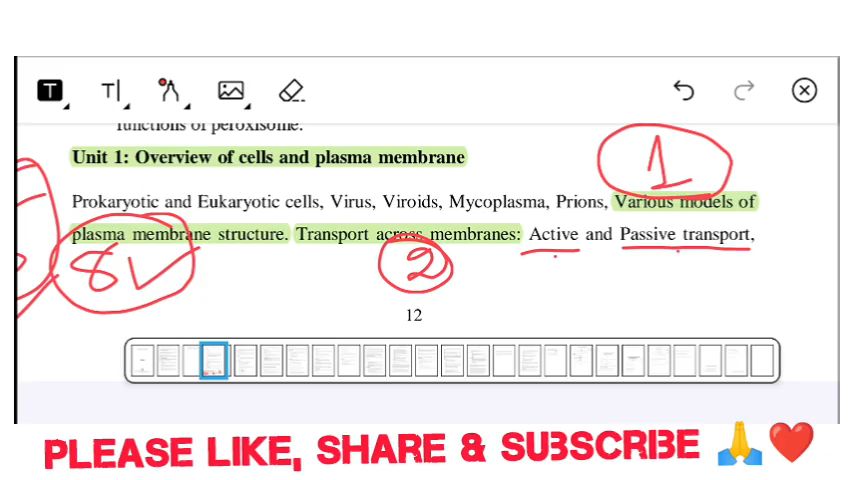 T T|
functions of peroxisome.
Unit 1: Overview of cells and plasma membrane
1
Prokaryotic and Eukaryotic cells, Virus, Viroids, Mycoplasma, Prions, Various models of
plasma membrane structure. Transport across membranes: Active and Passive transport,
8 ✓
2
12
PLEASE LIKE, SHARE & SUBSCRIBE 🙏❤️